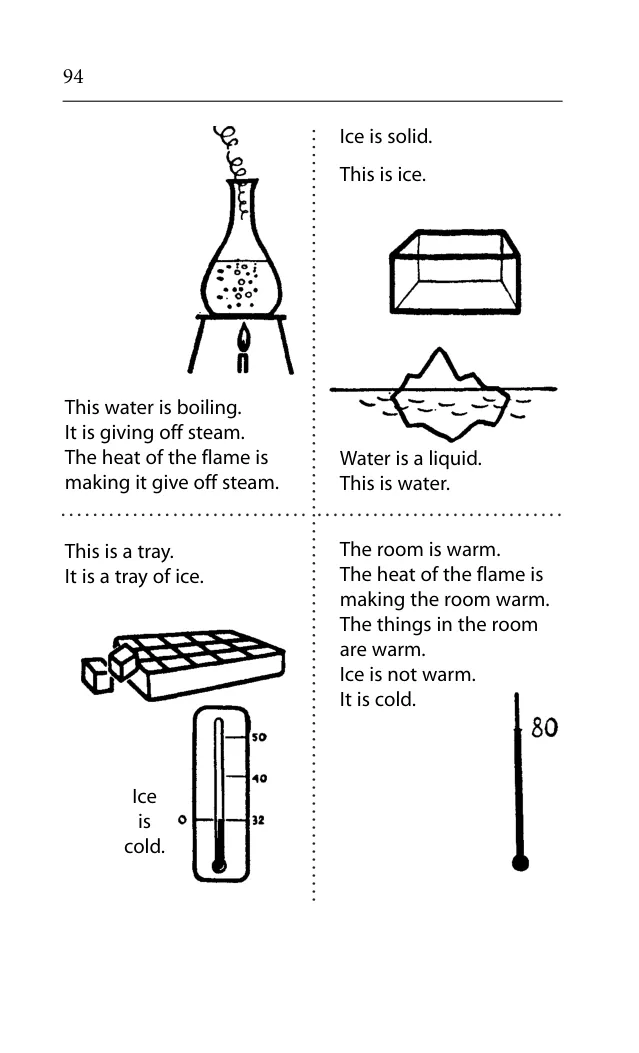 94
This water is boiling.
It is giving off steam.
The heat of the flame is
making it give off steam.
Ice is solid.
This is ice.
Water is a liquid.
This is water.
This is a tray.
It is a tray of ice.
50
40
Ice
is
cold.
0
32
The room is warm.
The heat of the flame is
making the room warm.
The things in the room
are warm.
Ice is not warm.
It is cold.
80